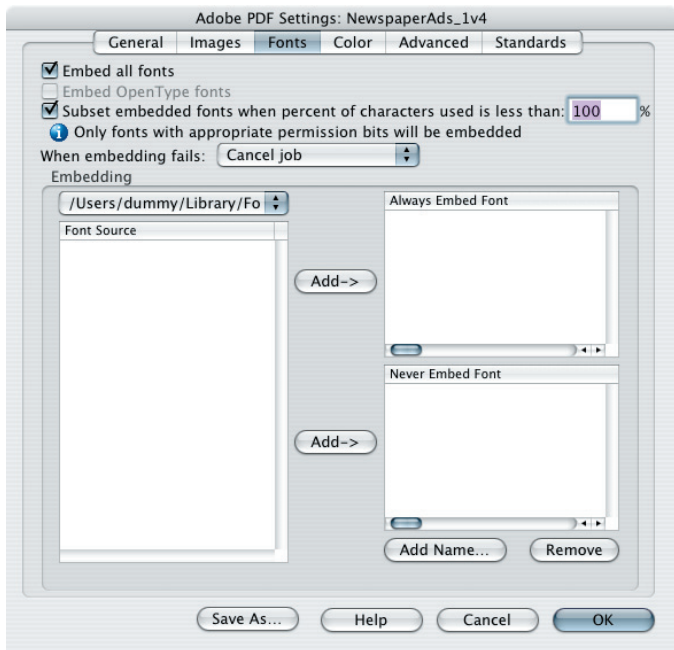 Adobe PDF Settings: NewspaperAds_1v4
General Images Fonts Color Advanced Standards
Embed all fonts
Embed OpenType fonts
Subset embedded fonts when percent of characters used is less than: 100 %
Only fonts with appropriate permission bits will be embedded
When embedding fails: Cancel job
Embedding
/Users/dummy/Library/Fo
Font Source
Add->
Always Embed Font
Add->
Never Embed Font
Add Name... Remove
Save As... Help Cancel OK